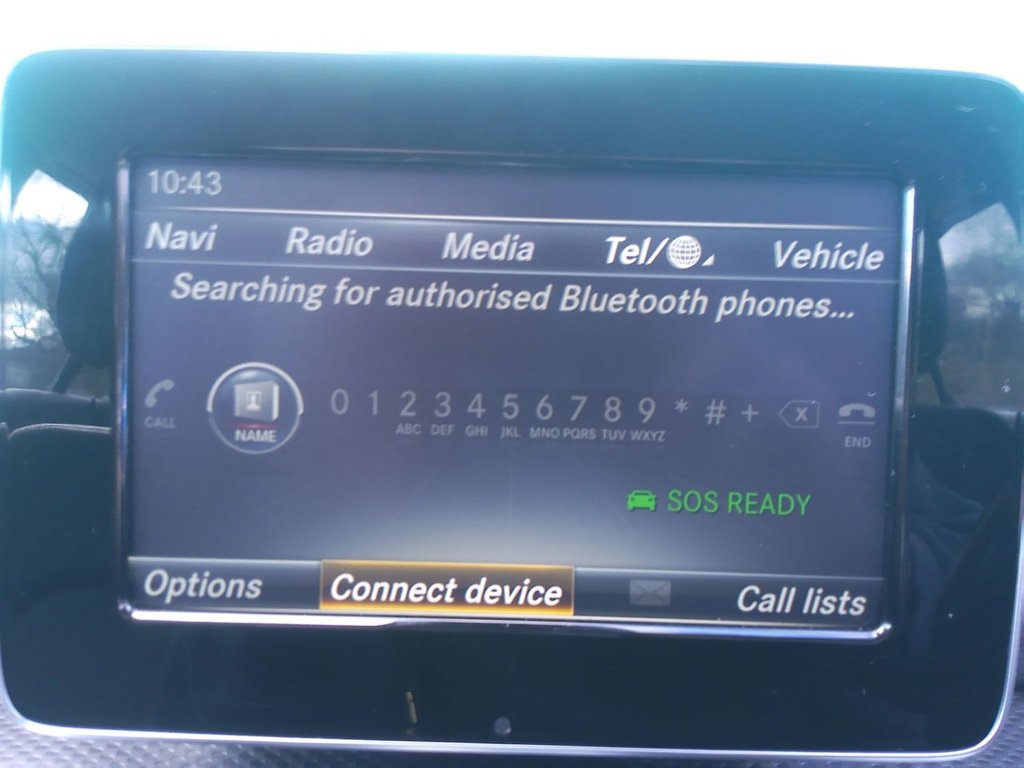 10:43
Navi Radio Media Tel/ Vehicle
Searching for authorised Bluetooth phones...
CALL NAME 0 1 2 3 4 5 6 7 8 9 * # + X END
ABC DEF GHI JKL MNO PQRS TUV WXYZ
SOS READY
Options Connect device Call lists